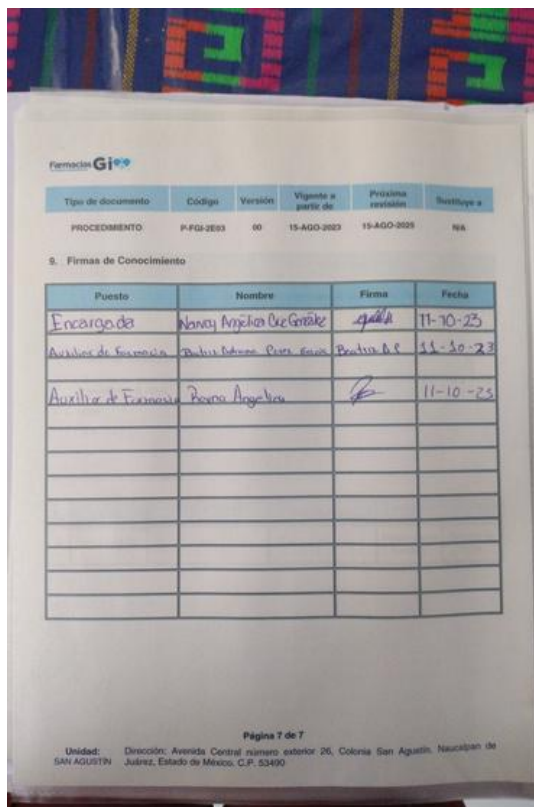 Farmacias Gi
Tipo de documento Código Versión Vigente a partir de Próxima revisión Sustituye a
PROCEDIMIENTO P-FGI-2E03 00 15-AGO-2023 15-AGO-2025 N/A
9. Firmas de Conocimiento
Puesto Nombre Firma Fecha
Encargada Nancy Angélica Cruz González 11-10-23
Auxiliar de Farmacia Beatriz Adriana Perez Beatriz A P 11-10-23
Auxiliar de Farmacia Reyna Angelica 11-10-23
Página 7 de 7
Unidad: Dirección: Avenida Central número exterior 26, Colonia San Agustín, Naucalpan de
SAN AGUSTÍN Juárez, Estado de México. C.P. 53490